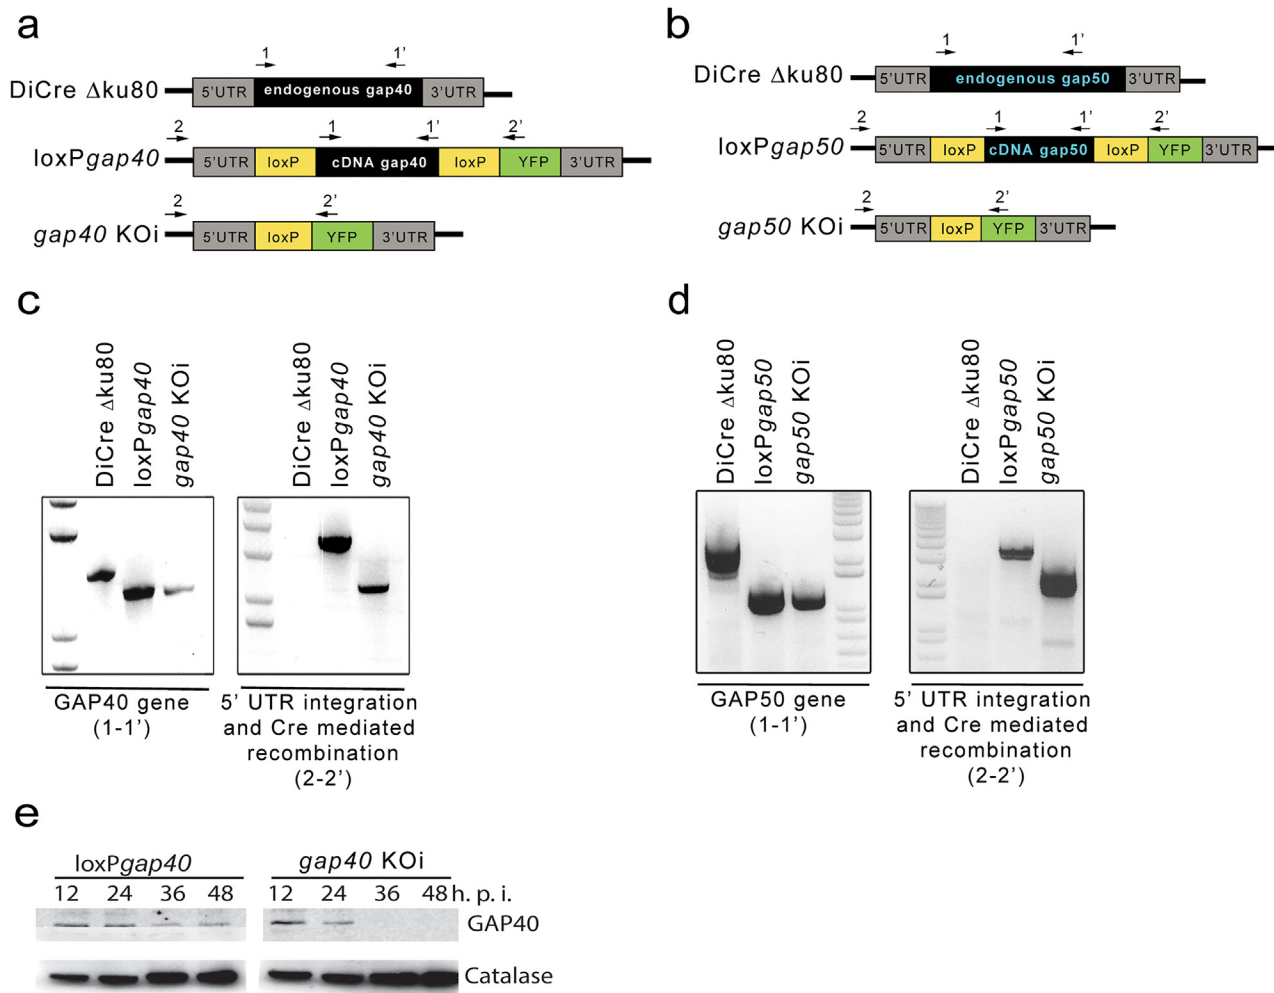 a
1 1'
DiCre Δku80 5'UTR endogenous gap40 3'UTR
2 1 1' 2'
loxPgap40 5'UTR loxP cDNA gap40 loxP YFP 3'UTR
2 2'
gap40 KOi 5'UTR loxP YFP 3'UTR
b
1 1'
DiCre Δku80 5'UTR endogenous gap50 3'UTR
2 1 1' 2'
loxPgap50 5'UTR loxP cDNA gap50 loxP YFP 3'UTR
2 2'
gap50 KOi 5'UTR loxP YFP 3'UTR
c
DiCre Δku80
loxPgap40
gap40 KOi
DiCre Δku80
loxPgap40
gap40 KOi
GAP40 gene
(1-1')
5' UTR integration
and Cre mediated
recombination
(2-2')
d
DiCre Δku80
loxPgap50
gap50 KOi
DiCre Δku80
loxPgap50
gap50 KOi
GAP50 gene
(1-1')
5' UTR integration
and Cre mediated
recombination
(2-2')
e
loxPgap40 gap40 KOi
12 24 36 48 12 24 36 48 h. p. i.
GAP40
Catalase